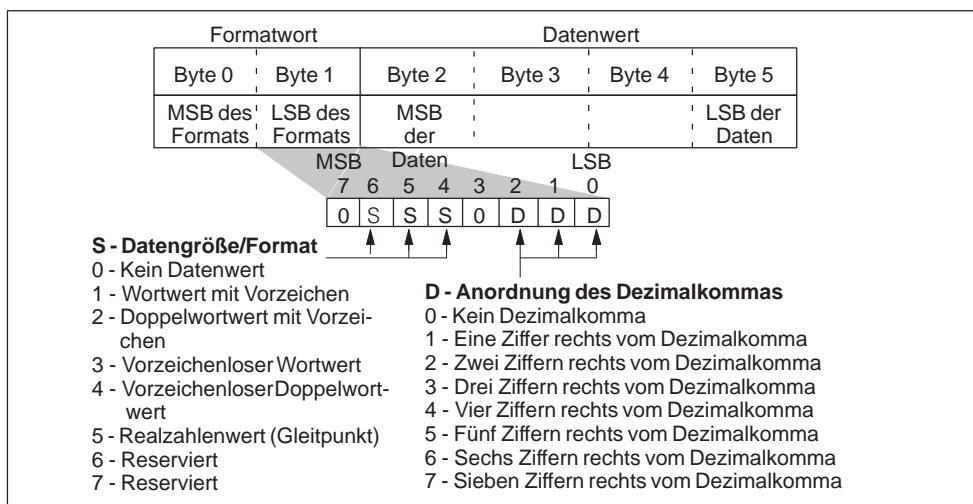 Formatwort Datenwert
Byte 0 Byte 1 Byte 2 Byte 3 Byte 4 Byte 5
MSB des LSB des MSB LSB der
Formats Formats der Daten
MSB Daten LSB
7 6 5 4 3 2 1 0
0 S S S 0 D D D
S - Datengröße/Format
0 - Kein Datenwert
1 - Wortwert mit Vorzeichen
2 - Doppelwortwert mit Vorzei-
chen
3 - Vorzeichenloser Wortwert
4 - VorzeichenloserDoppelwort-
wert
5 - Realzahlenwert (Gleitpunkt)
6 - Reserviert
7 - Reserviert
D - Anordnung des Dezimalkommas
0 - Kein Dezimalkomma
1 - Eine Ziffer rechts vom Dezimalkomma
2 - Zwei Ziffern rechts vom Dezimalkomma
3 - Drei Ziffern rechts vom Dezimalkomma
4 - Vier Ziffern rechts vom Dezimalkomma
5 - Fünf Ziffern rechts vom Dezimalkomma
6 - Sechs Ziffern rechts vom Dezimalkomma
7 - Sieben Ziffern rechts vom Dezimalkomma